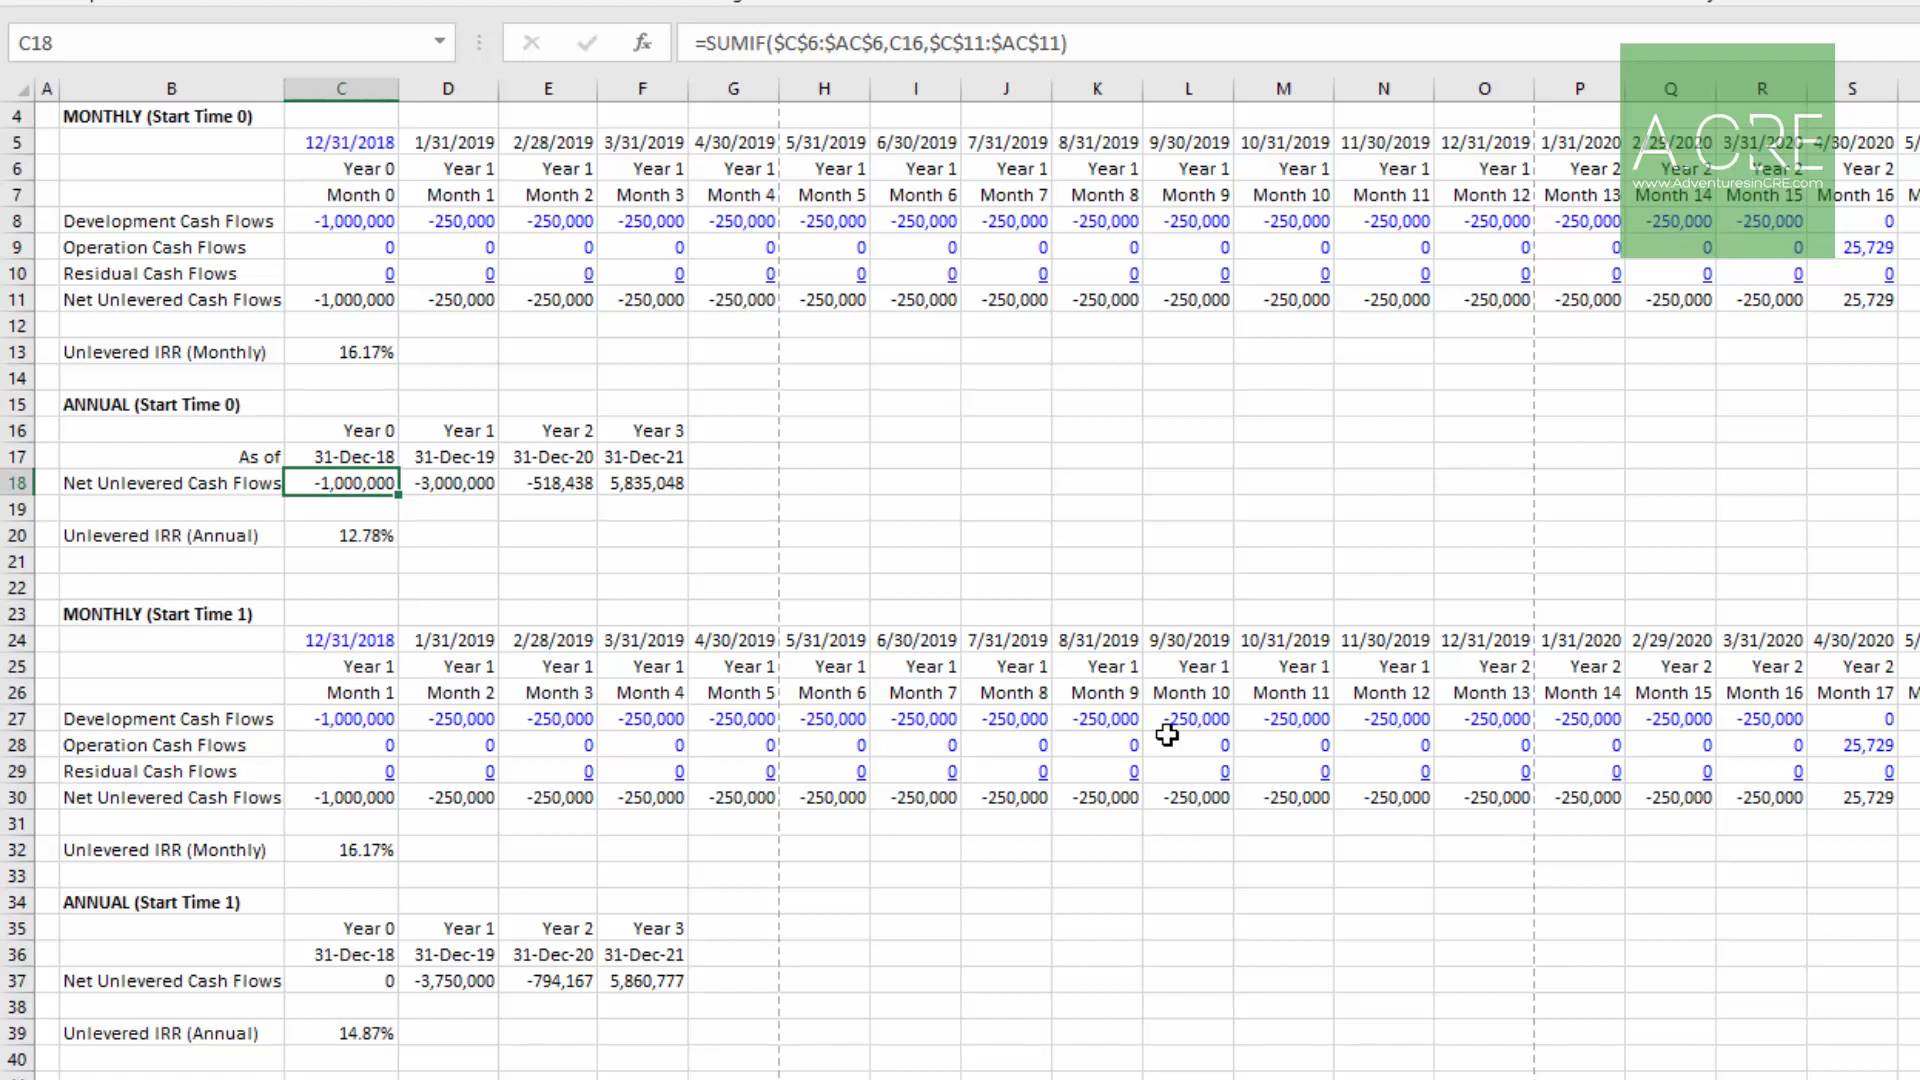 C18 fx =SUMIF($C$6:$AC$6,C16,$C$11:$AC$11)
A B C D E F G H I J K L M N O P Q R S
4 MONTHLY (Start Time 0)
5 12/31/2018 1/31/2019 2/28/2019 3/31/2019 4/30/2019 5/31/2019 6/30/2019 7/31/2019 8/31/2019 9/30/2019 10/31/2019 11/30/2019 12/31/2019 1/31/2020 2/29/2020 3/31/2020 4/30/2020 5/
6 Year 0 Year 1 Year 1 Year 1 Year 1 Year 1 Year 1 Year 1 Year 1 Year 1 Year 1 Year 1 Year 1 Year 2 Year 2 Year 2 Year 2
7 Month 0 Month 1 Month 2 Month 3 Month 4 Month 5 Month 6 Month 7 Month 8 Month 9 Month 10 Month 11 Month 12 Month 13 Month 14 Month 15 Month 16 M
8 Development Cash Flows -1,000,000 -250,000 -250,000 -250,000 -250,000 -250,000 -250,000 -250,000 -250,000 -250,000 -250,000 -250,000 -250,000 -250,000 -250,000 -250,000 0
9 Operation Cash Flows 0 0 0 0 0 0 0 0 0 0 0 0 0 0 0 0 25,729
10 Residual Cash Flows 0 0 0 0 0 0 0 0 0 0 0 0 0 0 0 0 0
11 Net Unlevered Cash Flows -1,000,000 -250,000 -250,000 -250,000 -250,000 -250,000 -250,000 -250,000 -250,000 -250,000 -250,000 -250,000 -250,000 -250,000 -250,000 -250,000 25,729
12
13 Unlevered IRR (Monthly) 16.17%
14
15 ANNUAL (Start Time 0)
16 Year 0 Year 1 Year 2 Year 3
17 As of 31-Dec-18 31-Dec-19 31-Dec-20 31-Dec-21
18 Net Unlevered Cash Flows -1,000,000 -3,000,000 -518,438 5,835,048
19
20 Unlevered IRR (Annual) 12.78%
21
22
23 MONTHLY (Start Time 1)
24 12/31/2018 1/31/2019 2/28/2019 3/31/2019 4/30/2019 5/31/2019 6/30/2019 7/31/2019 8/31/2019 9/30/2019 10/31/2019 11/30/2019 12/31/2019 1/31/2020 2/29/2020 3/31/2020 4/30/2020 5/
25 Year 1 Year 1 Year 1 Year 1 Year 1 Year 1 Year 1 Year 1 Year 1 Year 1 Year 1 Year 1 Year 2 Year 2 Year 2 Year 2 Year 2
26 Month 1 Month 2 Month 3 Month 4 Month 5 Month 6 Month 7 Month 8 Month 9 Month 10 Month 11 Month 12 Month 13 Month 14 Month 15 Month 16 Month 17 M
27 Development Cash Flows -1,000,000 -250,000 -250,000 -250,000 -250,000 -250,000 -250,000 -250,000 -250,000 -250,000 -250,000 -250,000 -250,000 -250,000 -250,000 -250,000 0
28 Operation Cash Flows 0 0 0 0 0 0 0 0 0 0 0 0 0 0 0 0 25,729
29 Residual Cash Flows 0 0 0 0 0 0 0 0 0 0 0 0 0 0 0 0 0
30 Net Unlevered Cash Flows -1,000,000 -250,000 -250,000 -250,000 -250,000 -250,000 -250,000 -250,000 -250,000 -250,000 -250,000 -250,000 -250,000 -250,000 -250,000 -250,000 25,729
31
32 Unlevered IRR (Monthly) 16.17%
33
34 ANNUAL (Start Time 1)
35 Year 0 Year 1 Year 2 Year 3
36 31-Dec-18 31-Dec-19 31-Dec-20 31-Dec-21
37 Net Unlevered Cash Flows 0 -3,750,000 -794,167 5,860,777
38
39 Unlevered IRR (Annual) 14.87%
40
A CRE
www.AdventuresinCRE.com